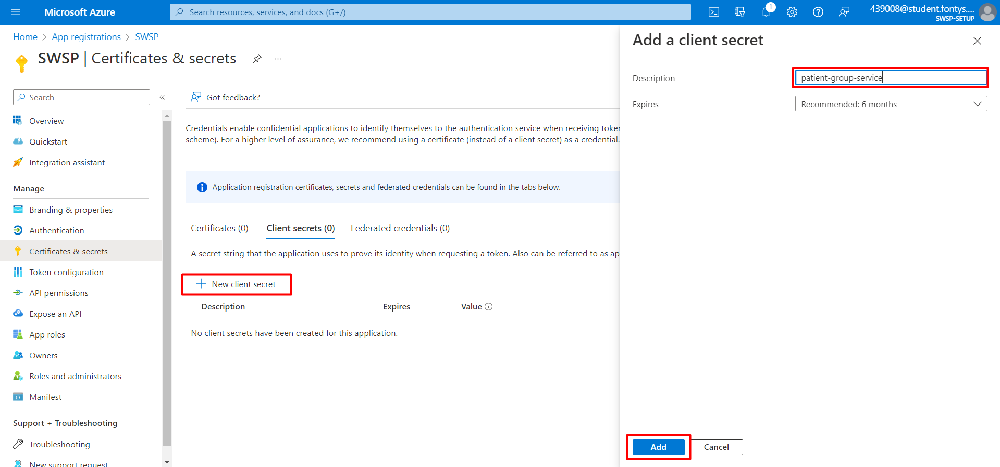 Microsoft Azure
Search resources, services, and docs (G+/)
1
439008@student.fontys....
SWSP-SETUP
Home > App registrations > SWSP
SWSP | Certificates & secrets
...
Search
«
Overview
Quickstart
Integration assistant
Manage
Branding & properties
Authentication
Certificates & secrets
Token configuration
API permissions
Expose an API
App roles
Owners
Roles and administrators
Manifest
Support + Troubleshooting
Troubleshooting
New support request
Got feedback?
Credentials enable confidential applications to identify themselves to the authentication service when receiving token
scheme). For a higher level of assurance, we recommend using a certificate (instead of a client secret) as a credential.
Application registration certificates, secrets and federated credentials can be found in the tabs below.
Certificates (0) Client secrets (0) Federated credentials (0)
A secret string that the application uses to prove its identity when requesting a token. Also can be referred to as ap
New client secret
Description Expires Value
No client secrets have been created for this application.
Add a client secret
Description patient-group-service
Expires Recommended: 6 months
Add Cancel